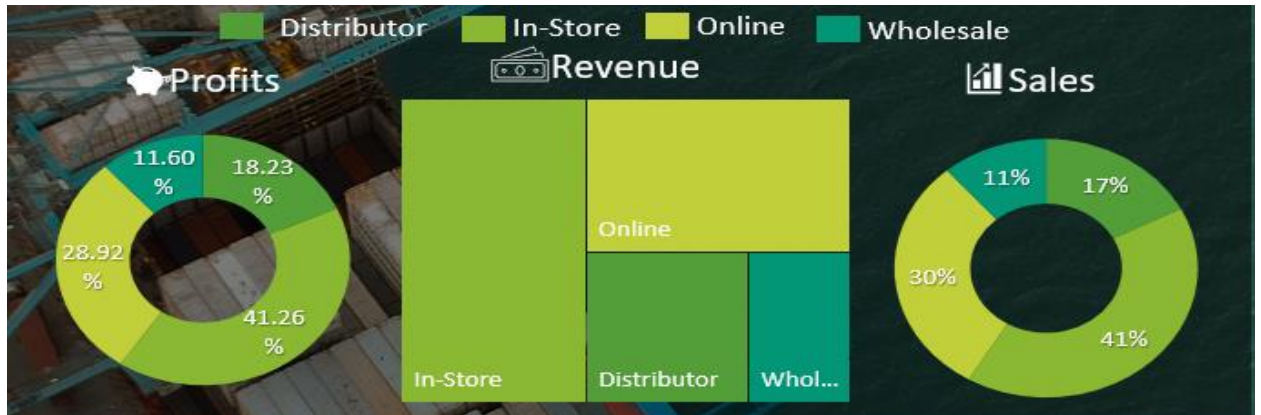 Distributor
In-Store
Online
Wholesale
Profits
11.60
%
18.23
%
28.92
%
41.26
%
Revenue
Online
In-Store
Distributor
Whol...
Sales
11%
17%
30%
41%